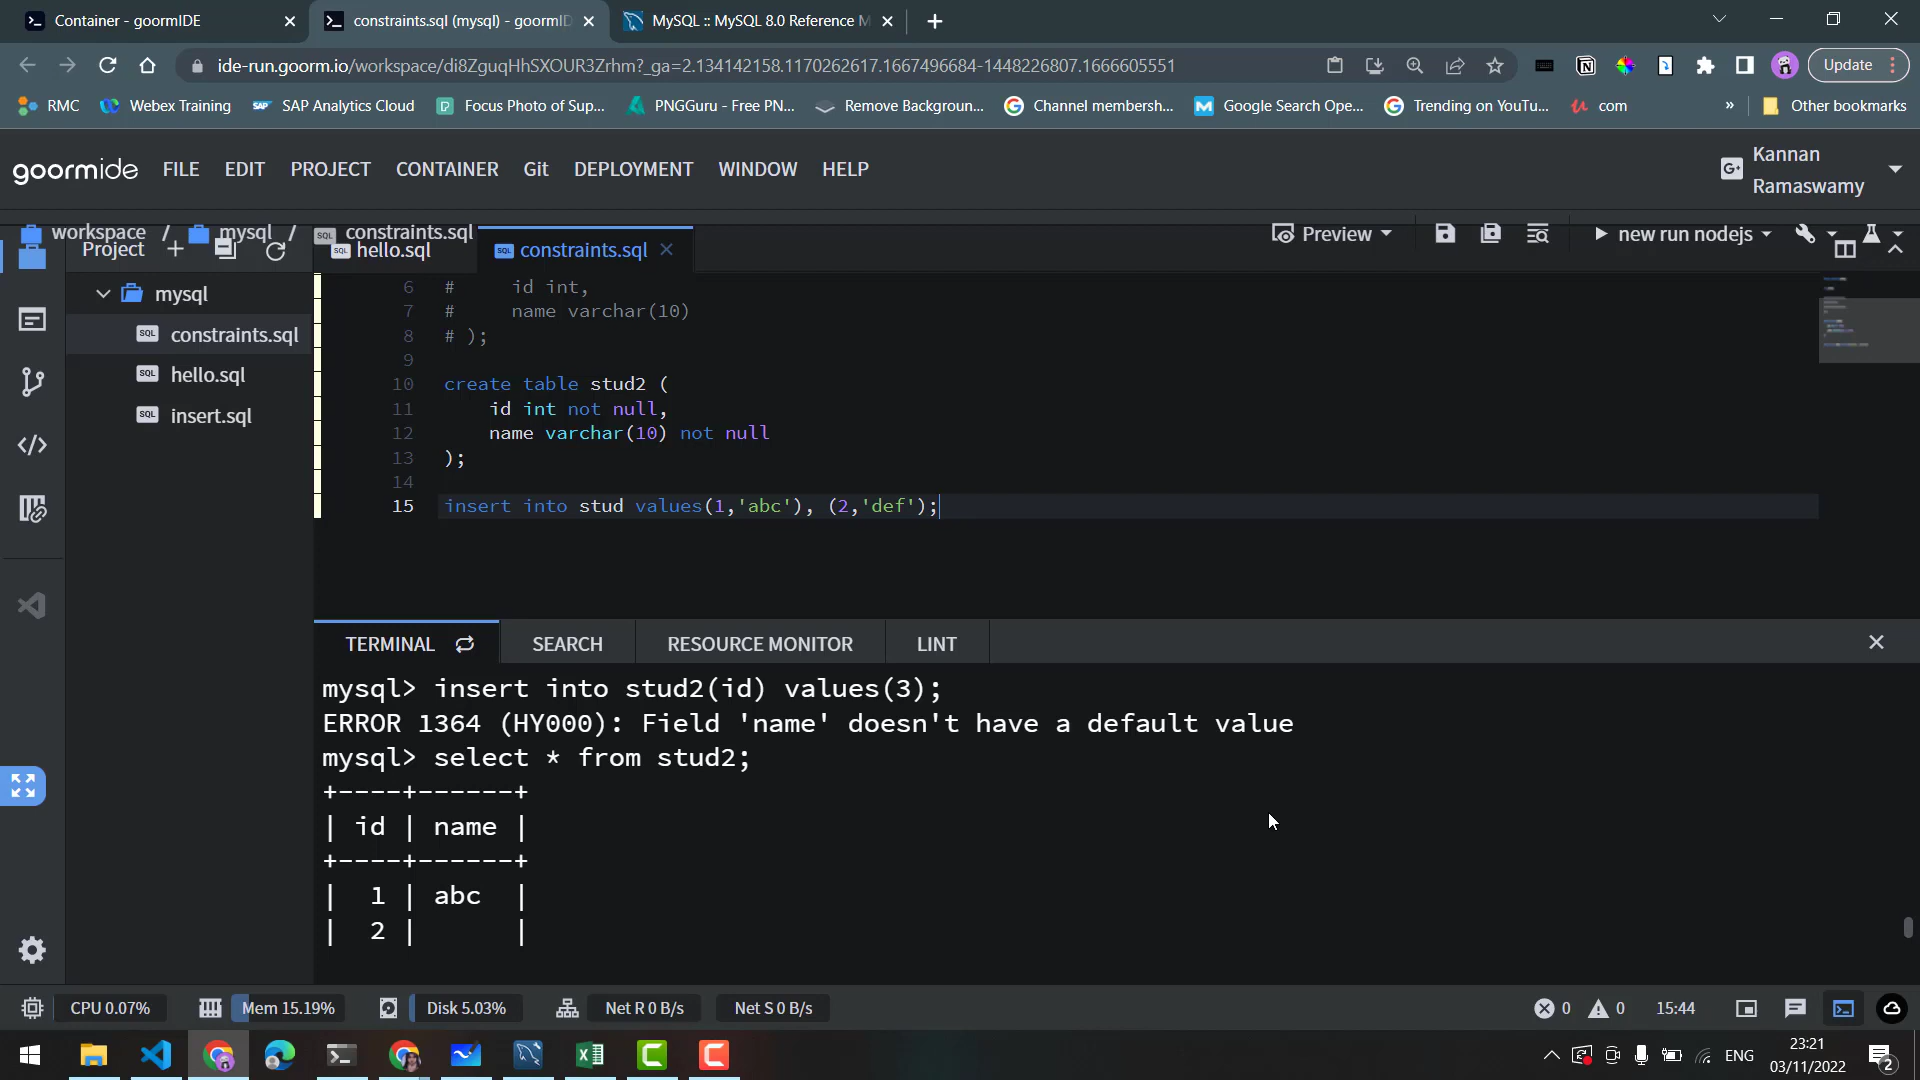 Container - goormIDE
constraints.sql (mysql) - goormID
MySQL :: MySQL 8.0 Reference M
ide-run.goorm.io/workspace/di8ZguqHhSXOUR3Zrhm?_ga=2.134142158.1170262617.1667496684-1448226807.1666605551
Update
RMC
Webex Training
SAP Analytics Cloud
Focus Photo of Sup...
PNGGuru - Free PN...
Remove Backgroun...
Channel membersh...
Google Search Ope...
Trending on YouTu...
com
»
Other bookmarks
goormide
FILE EDIT PROJECT CONTAINER Git DEPLOYMENT WINDOW HELP
Kannan
Ramaswamy
workspace / mysql / constraints.sql
Preview
new run nodejs
Project
hello.sql
constraints.sql
mysql
constraints.sql
hello.sql
insert.sql
6 # id int,
7 # name varchar(10)
8 # );
9
10 create table stud2 (
11 id int not null,
12 name varchar(10) not null
13 );
14
15 insert into stud values(1,'abc'), (2,'def');
TERMINAL SEARCH RESOURCE MONITOR LINT
mysql> insert into stud2(id) values(3);
ERROR 1364 (HY000): Field 'name' doesn't have a default value
mysql> select * from stud2;
+----+------+
| id | name |
+----+------+
| 1 | abc |
| 2 | |
CPU 0.07%
Mem 15.19%
Disk 5.03%
Net R 0 B/s
Net S 0 B/s
0
0
15:44
ENG
23:21
03/11/2022
2